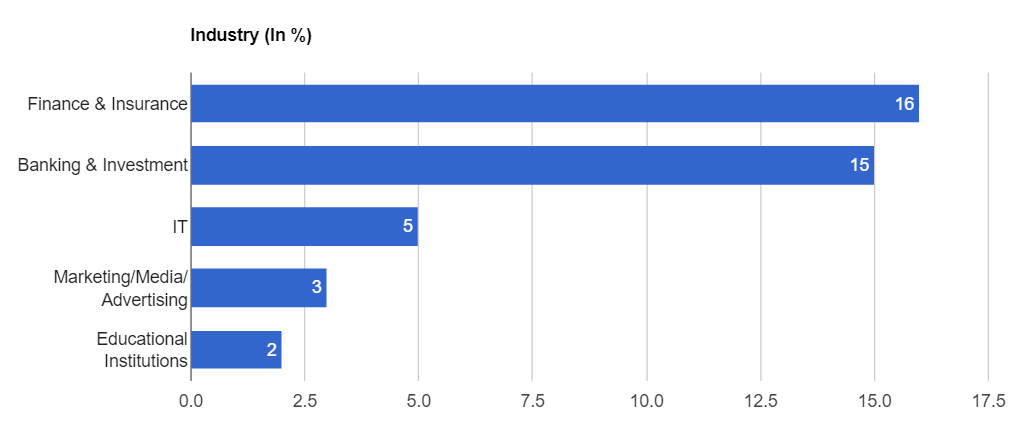 Industry (In %)
Finance & Insurance
16
Banking & Investment
15
IT
5
Marketing/Media/
Advertising
3
Educational
Institutions
2
0.0 2.5 5.0 7.5 10.0 12.5 15.0 17.5